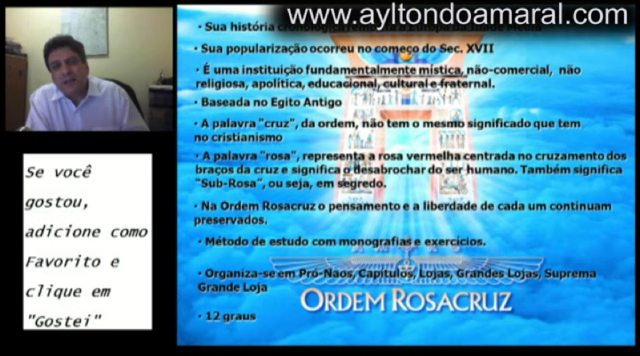 www.ayltondoamaral.com
• Sua história
• Sua popularização ocorreu no começo do Sec. XVII
• É uma instituição fundamentalmente mística, não-comercial, não
religiosa, apolítica, educacional, cultural e fraternal.
• Baseada no Egito Antigo
• A palavra "cruz", da ordem, não tem o mesmo significado que tem
no cristianismo
• A palavra "rosa", representa a rosa vermelha centrada no cruzamento dos
braços da cruz e significa o desabrochar do ser humano. Também significa
"Sub-Rosa", ou seja, em segredo.
• Na Ordem Rosacruz o pensamento e a liberdade de cada um continuam
preservados.
• Método de estudo com monografias e exercícios.
• Organiza-se em Pró-Naos, Capítulos, Lojas, Grandes Lojas, Suprema
Grande Loja
ORDEM ROSACRUZ
• 12 graus
Se você
gostou,
adicione como
Favorito e
clique em
"Gostei"